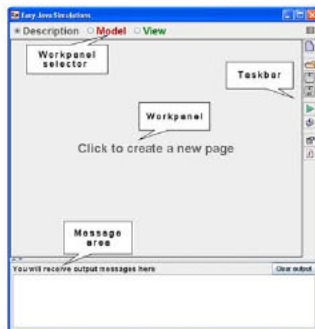 Easy Java Simulations
Description Model View
Workpanel
selector
Taskbar
Workpanel
Click to create a new page
Message
area
You will receive output messages here Clear output